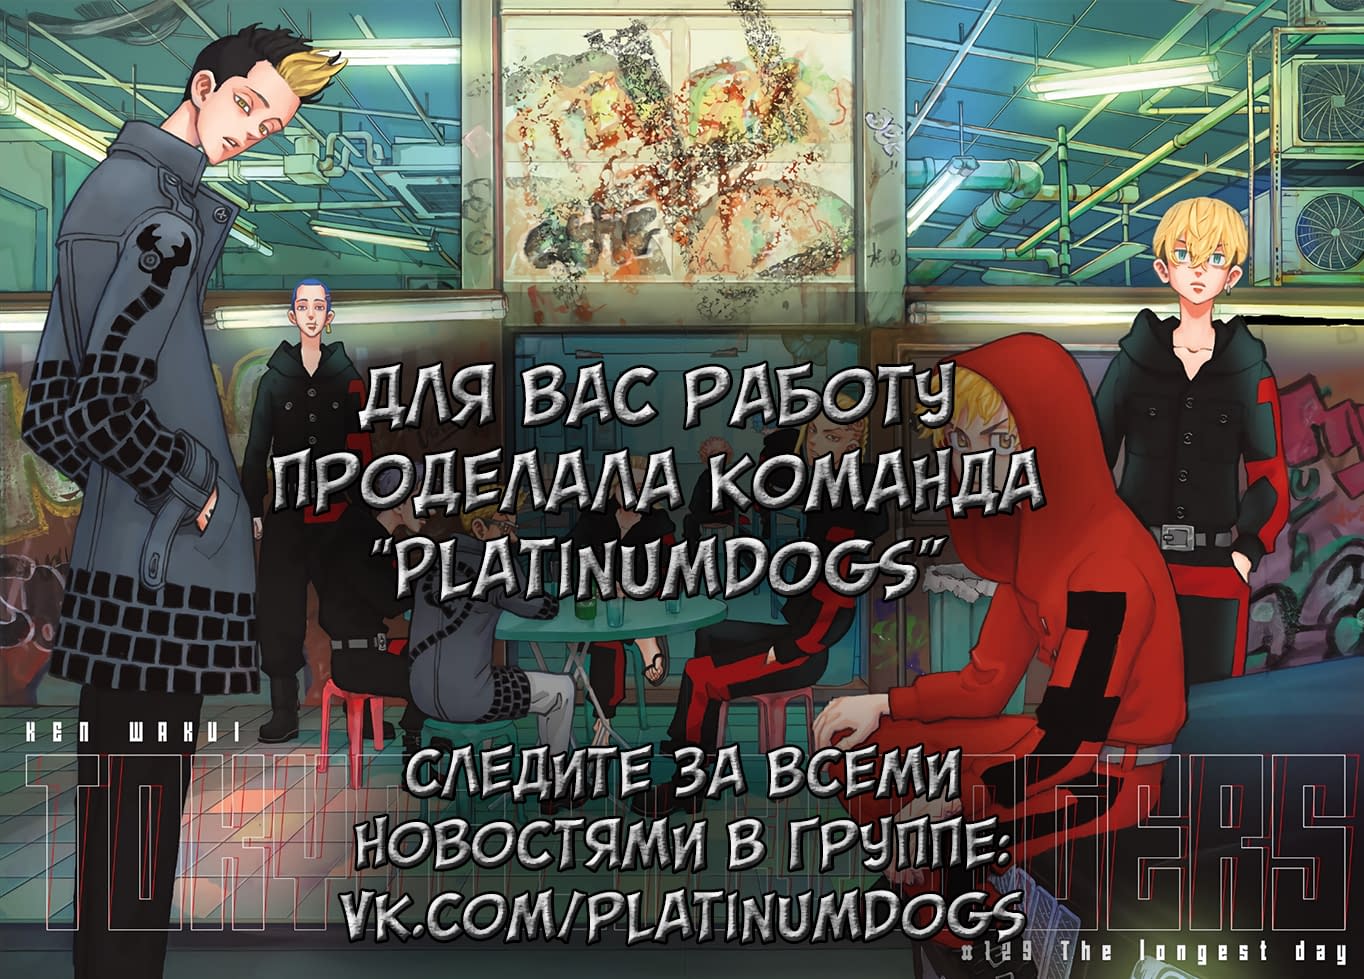 ДЛЯ ВАС РАБОТУ
ПРОДЕЛАЛА КОМАНДА
"PLATINUMDOGS"
KEN WAKUI
СЛЕДИТЕ ЗА ВСЕМИ
НОВОСТЯМИ В ГРУППЕ:
VK.COM/PLATINUMDOGS
#129 The longest day